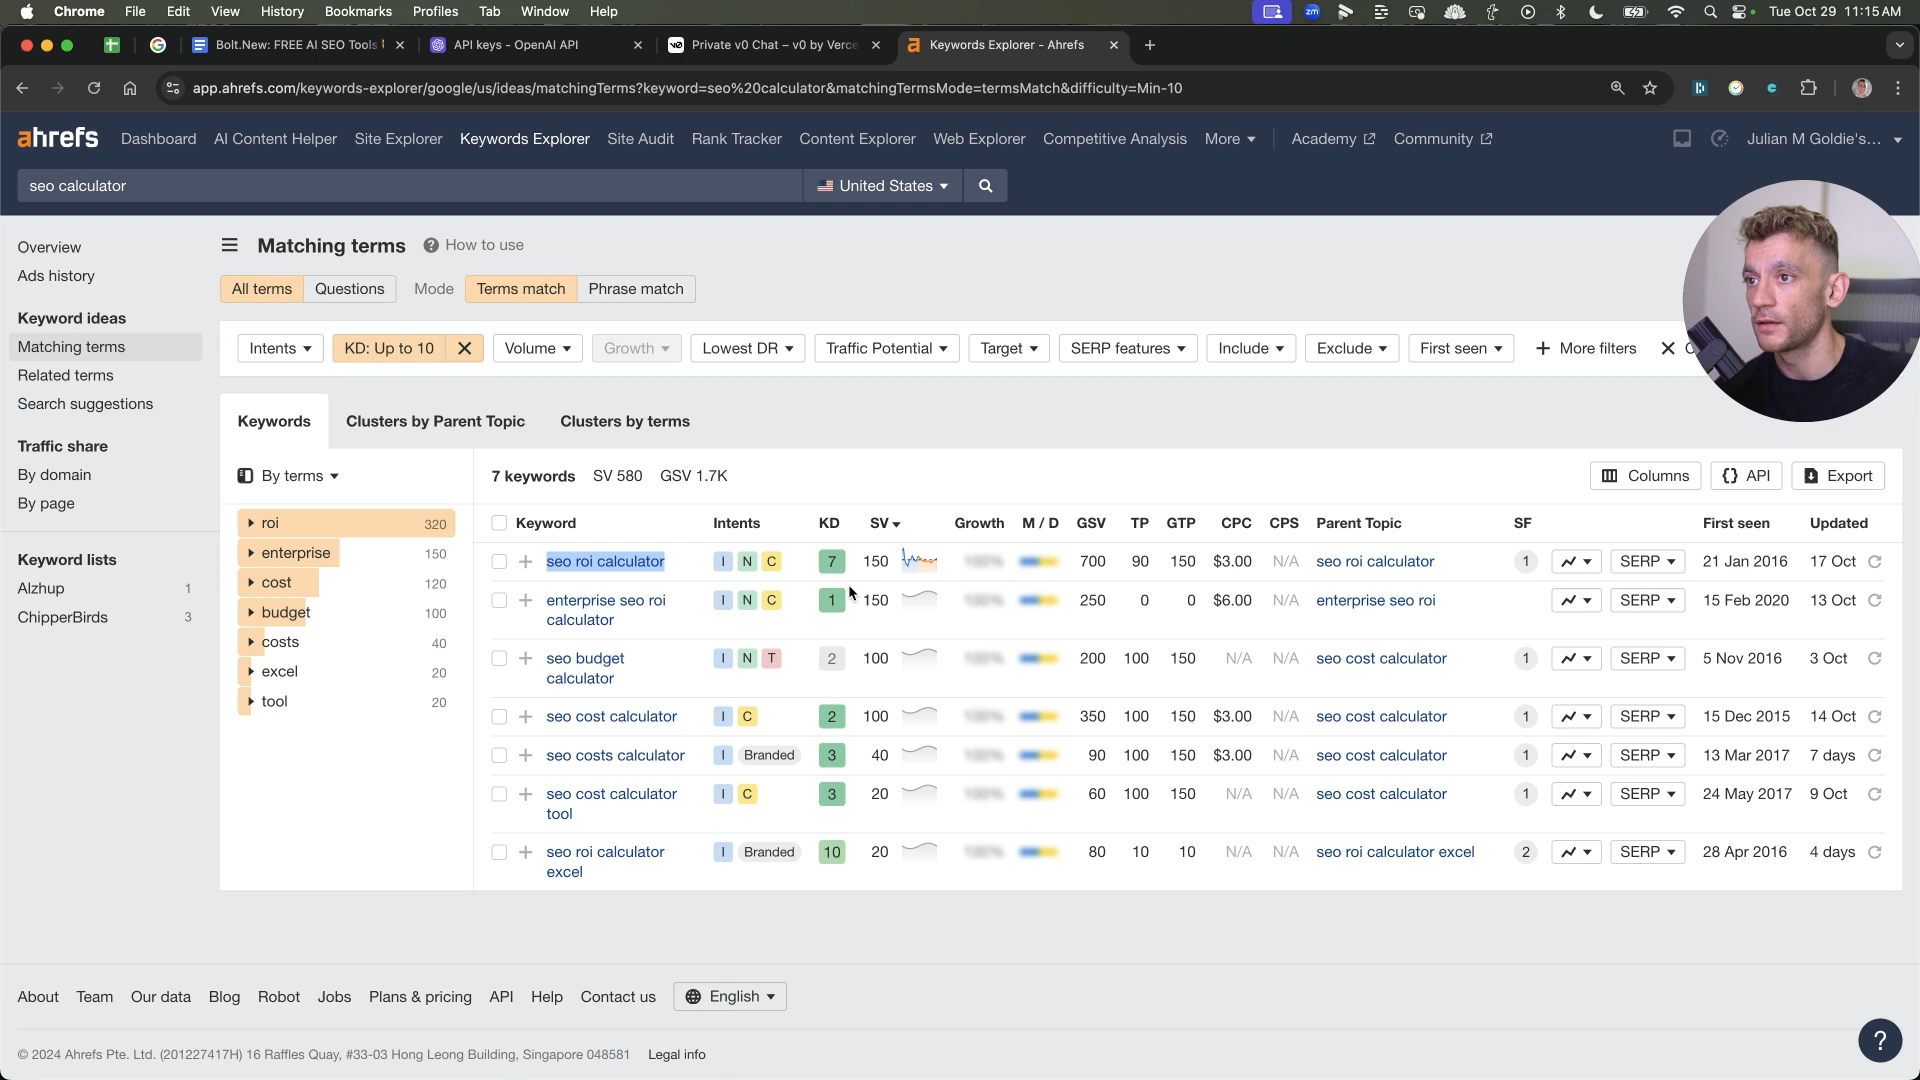 Chrome File Edit View History Bookmarks Profiles Tab Window Help
zm
Tue Oct 29 11:15 AM
Bolt.New: FREE AI SEO Tools
API keys - OpenAI API
Private v0 Chat – v0 by Verce
Keywords Explorer - Ahrefs
app.ahrefs.com/keywords-explorer/google/us/ideas/matchingTerms?keyword=seo%20calculator&matchingTermsMode=termsMatch&difficulty=Min-10
ahrefs Dashboard AI Content Helper Site Explorer Keywords Explorer Site Audit Rank Tracker Content Explorer Web Explorer Competitive Analysis More Academy Community Julian M Goldie's...
seo calculator United States
Overview
Ads history
Keyword ideas
Matching terms
Related terms
Search suggestions
Traffic share
By domain
By page
Keyword lists
AIzhup 1
ChipperBirds 3
Matching terms ? How to use
All terms Questions Mode Terms match Phrase match
Intents KD: Up to 10 Volume Growth Lowest DR Traffic Potential Target SERP features Include Exclude First seen + More filters
Keywords Clusters by Parent Topic Clusters by terms
By terms
roi 320
enterprise 150
cost 120
budget 100
costs 40
excel 20
tool 20
7 keywords SV 580 GSV 1.7K Columns {} API Export
Keyword Intents KD SV Growth M / D GSV TP GTP CPC CPS Parent Topic SF First seen Updated
seo roi calculator I N C 7 150 700 90 150 $3.00 N/A seo roi calculator 1 SERP 21 Jan 2016 17 Oct
enterprise seo roi calculator I N C 1 150 250 0 0 $6.00 N/A enterprise seo roi SERP 15 Feb 2020 13 Oct
seo budget calculator I N T 2 100 200 100 150 N/A N/A seo cost calculator 1 SERP 5 Nov 2016 3 Oct
seo cost calculator I C 2 100 350 100 150 $3.00 N/A seo cost calculator 1 SERP 15 Dec 2015 14 Oct
seo costs calculator I Branded 3 40 90 100 150 $3.00 N/A seo cost calculator 1 SERP 13 Mar 2017 7 days
seo cost calculator tool I C 3 20 60 100 150 N/A N/A seo cost calculator 1 SERP 24 May 2017 9 Oct
seo roi calculator excel I Branded 10 20 80 10 10 N/A N/A seo roi calculator excel 2 SERP 28 Apr 2016 4 days
About Team Our data Blog Robot Jobs Plans & pricing API Help Contact us English
© 2024 Ahrefs Pte. Ltd. (201227417H) 16 Raffles Quay, #33-03 Hong Leong Building, Singapore 048581 Legal info
?